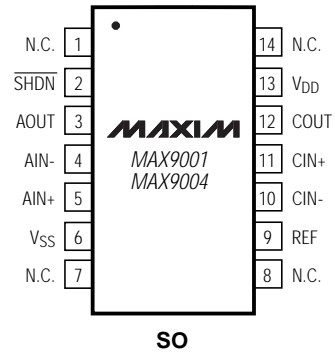 N.C. 1 14 N.C.
SHDN 2 13 VDD
AOUT 3 MAXIM 12 COUT
AIN- 4 MAX9001 11 CIN+
AIN+ 5 MAX9004 10 CIN-
VSS 6 9 REF
N.C. 7 8 N.C.
SO